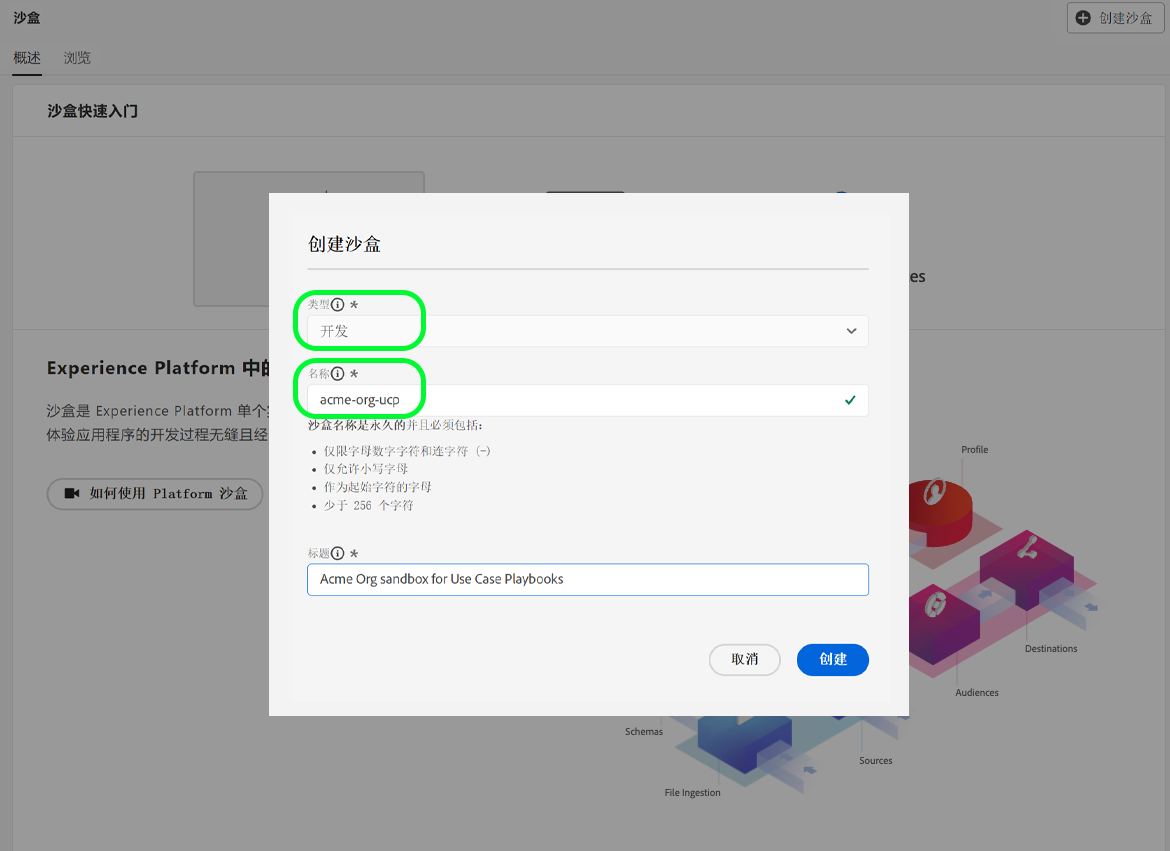 沙盒
创建沙盒
概述 浏览
沙盒快速入门
创建沙盒
es
类型 *
开发
Experience Platform 中的
名称 *
acme-org-ucp
沙盒是 Experience Platform 单个
沙盒名称是永久的并且必须包括:
体验应用程序的开发过程无缝且经
• 仅限字母数字字符和连字符 (-)
• 仅允许小写字母
• 作为起始字符的字母
• 少于 256 个字符
如何使用 Platform 沙盒
标题 *
Acme Org sandbox for Use Case Playbooks
取消 创建
Profile
Destinations
Audiences
Schemas
Sources
File Ingestion